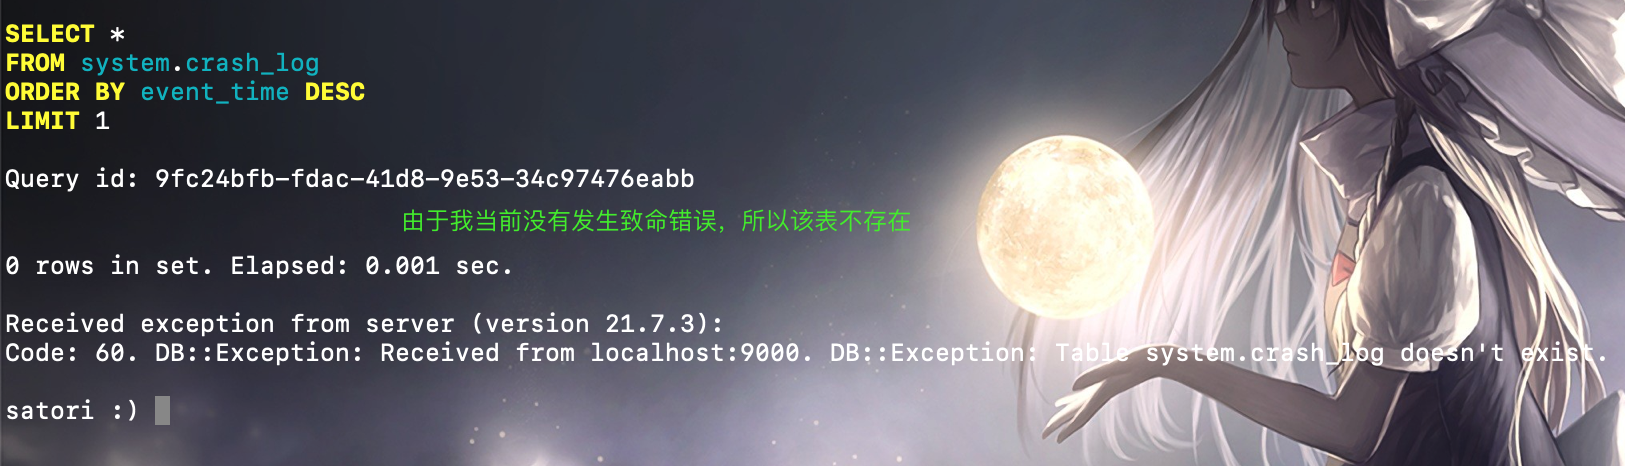 SELECT *
FROM system.crash_log
ORDER BY event_time DESC
LIMIT 1
Query id: 9fc24bfb-fdac-41d8-9e53-34c97476eabb
由于我当前没有发生致命错误，所以该表不存在
0 rows in set. Elapsed: 0.001 sec.
Received exception from server (version 21.7.3):
Code: 60. DB::Exception: Received from localhost:9000. DB::Exception: Table system.crash_log doesn't exist.
satori :)